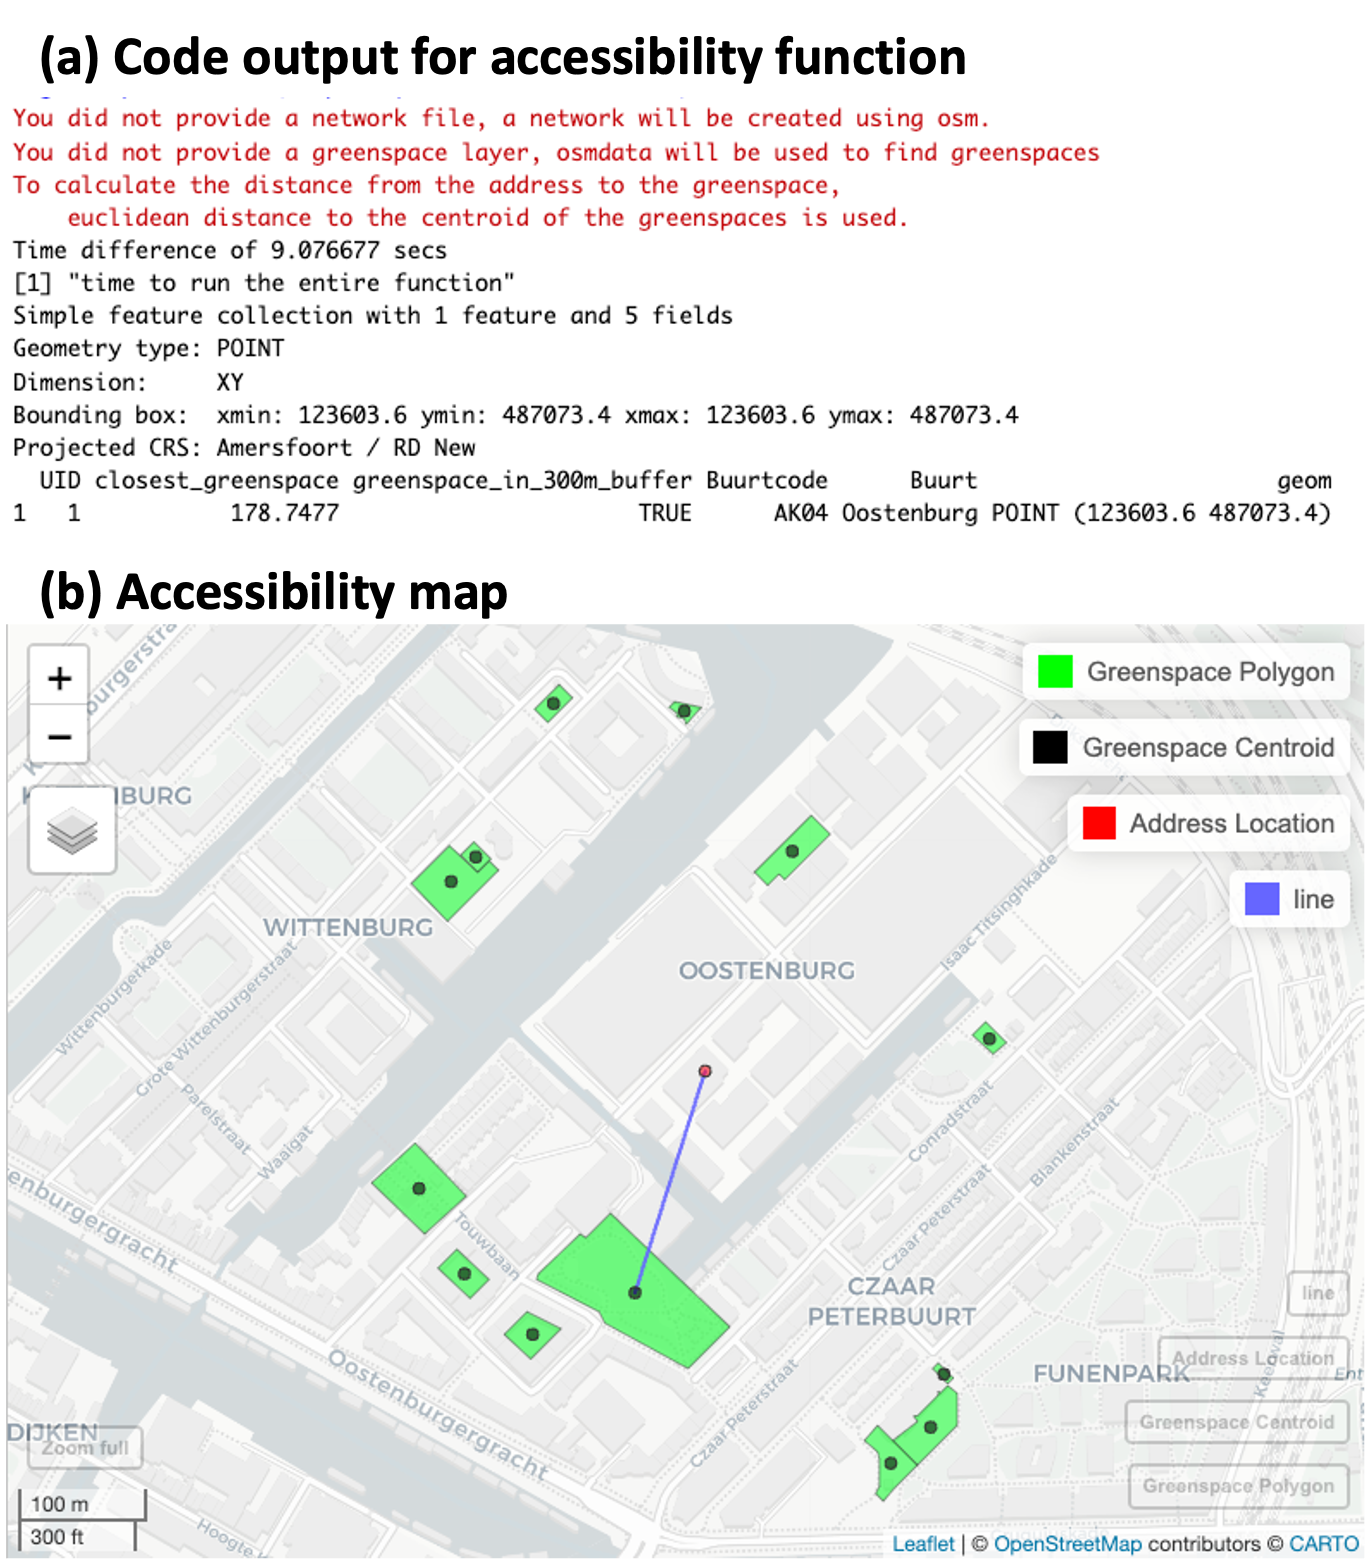 (a) Code output for accessibility function
You did not provide a network file, a network will be created using osm.
You did not provide a greenspace layer, osmdata will be used to find greenspaces
To calculate the distance from the address to the greenspace,
euclidean distance to the centroid of the greenspaces is used.
Time difference of 9.076677 secs
[1] "time to run the entire function"
Simple feature collection with 1 feature and 5 fields
Geometry type: POINT
Dimension: XY
Bounding box: xmin: 123603.6 ymin: 487073.4 xmax: 123603.6 ymax: 487073.4
Projected CRS: Amersfoort / RD New
UID closest_greenspace greenspace_in_300m_buffer Buurtcode Buurt geom
1 1 178.7477 TRUE AK04 Oostenburg POINT (123603.6 487073.4)
(b) Accessibility map
+
−
Greenspace Polygon
Greenspace Centroid
Address Location
line
burgerstra
BURG
WITTENBURG
OOSTENBURG
Isaac Titsinghkade
Wittenburgerkade
Grote Wittenburgerstraat
Parelstraat
Waaigat
Conradstraat
Blankenstraat
Czaar Peterstraat
enburgergracht
Touwbaan
CZAAR
PETERBUURT
line
Oostenburgergracht
Czaar Peterstraat
FUNENPARK
Address Location
Ent
Greenspace Centroid
DIJKEN
Zoom full
Greenspace Polygon
100 m
300 ft
Hoogte K
Leaflet | © OpenStreetMap contributors © CARTO